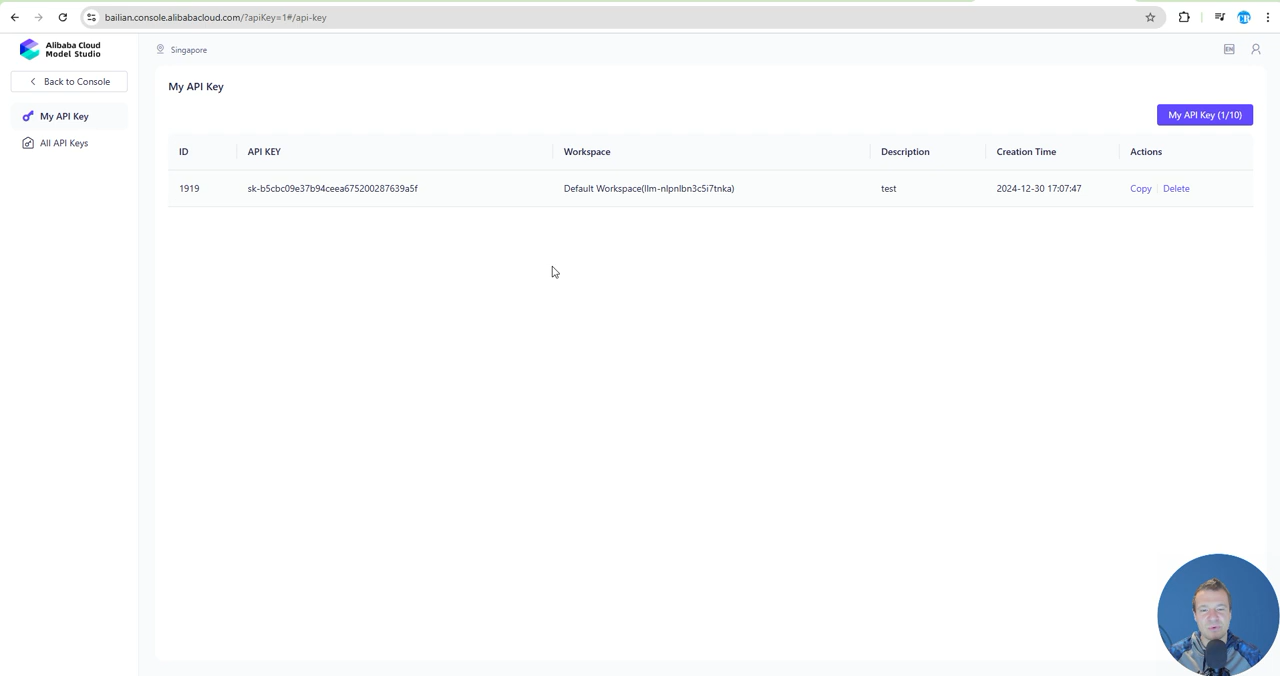 bailian.console.alibabacloud.com/?apiKey=1#/api-key
Alibaba Cloud
Model Studio
Singapore
EN
Back to Console
My API Key
My API Key
All API Keys
My API Key (1/10)
ID API KEY Workspace Description Creation Time Actions
1919 sk-b5cbc09e37b94ceea675200287639a5f Default Workspace(llm-nlpnlbn3c5i7tnka) test 2024-12-30 17:07:47 Copy Delete